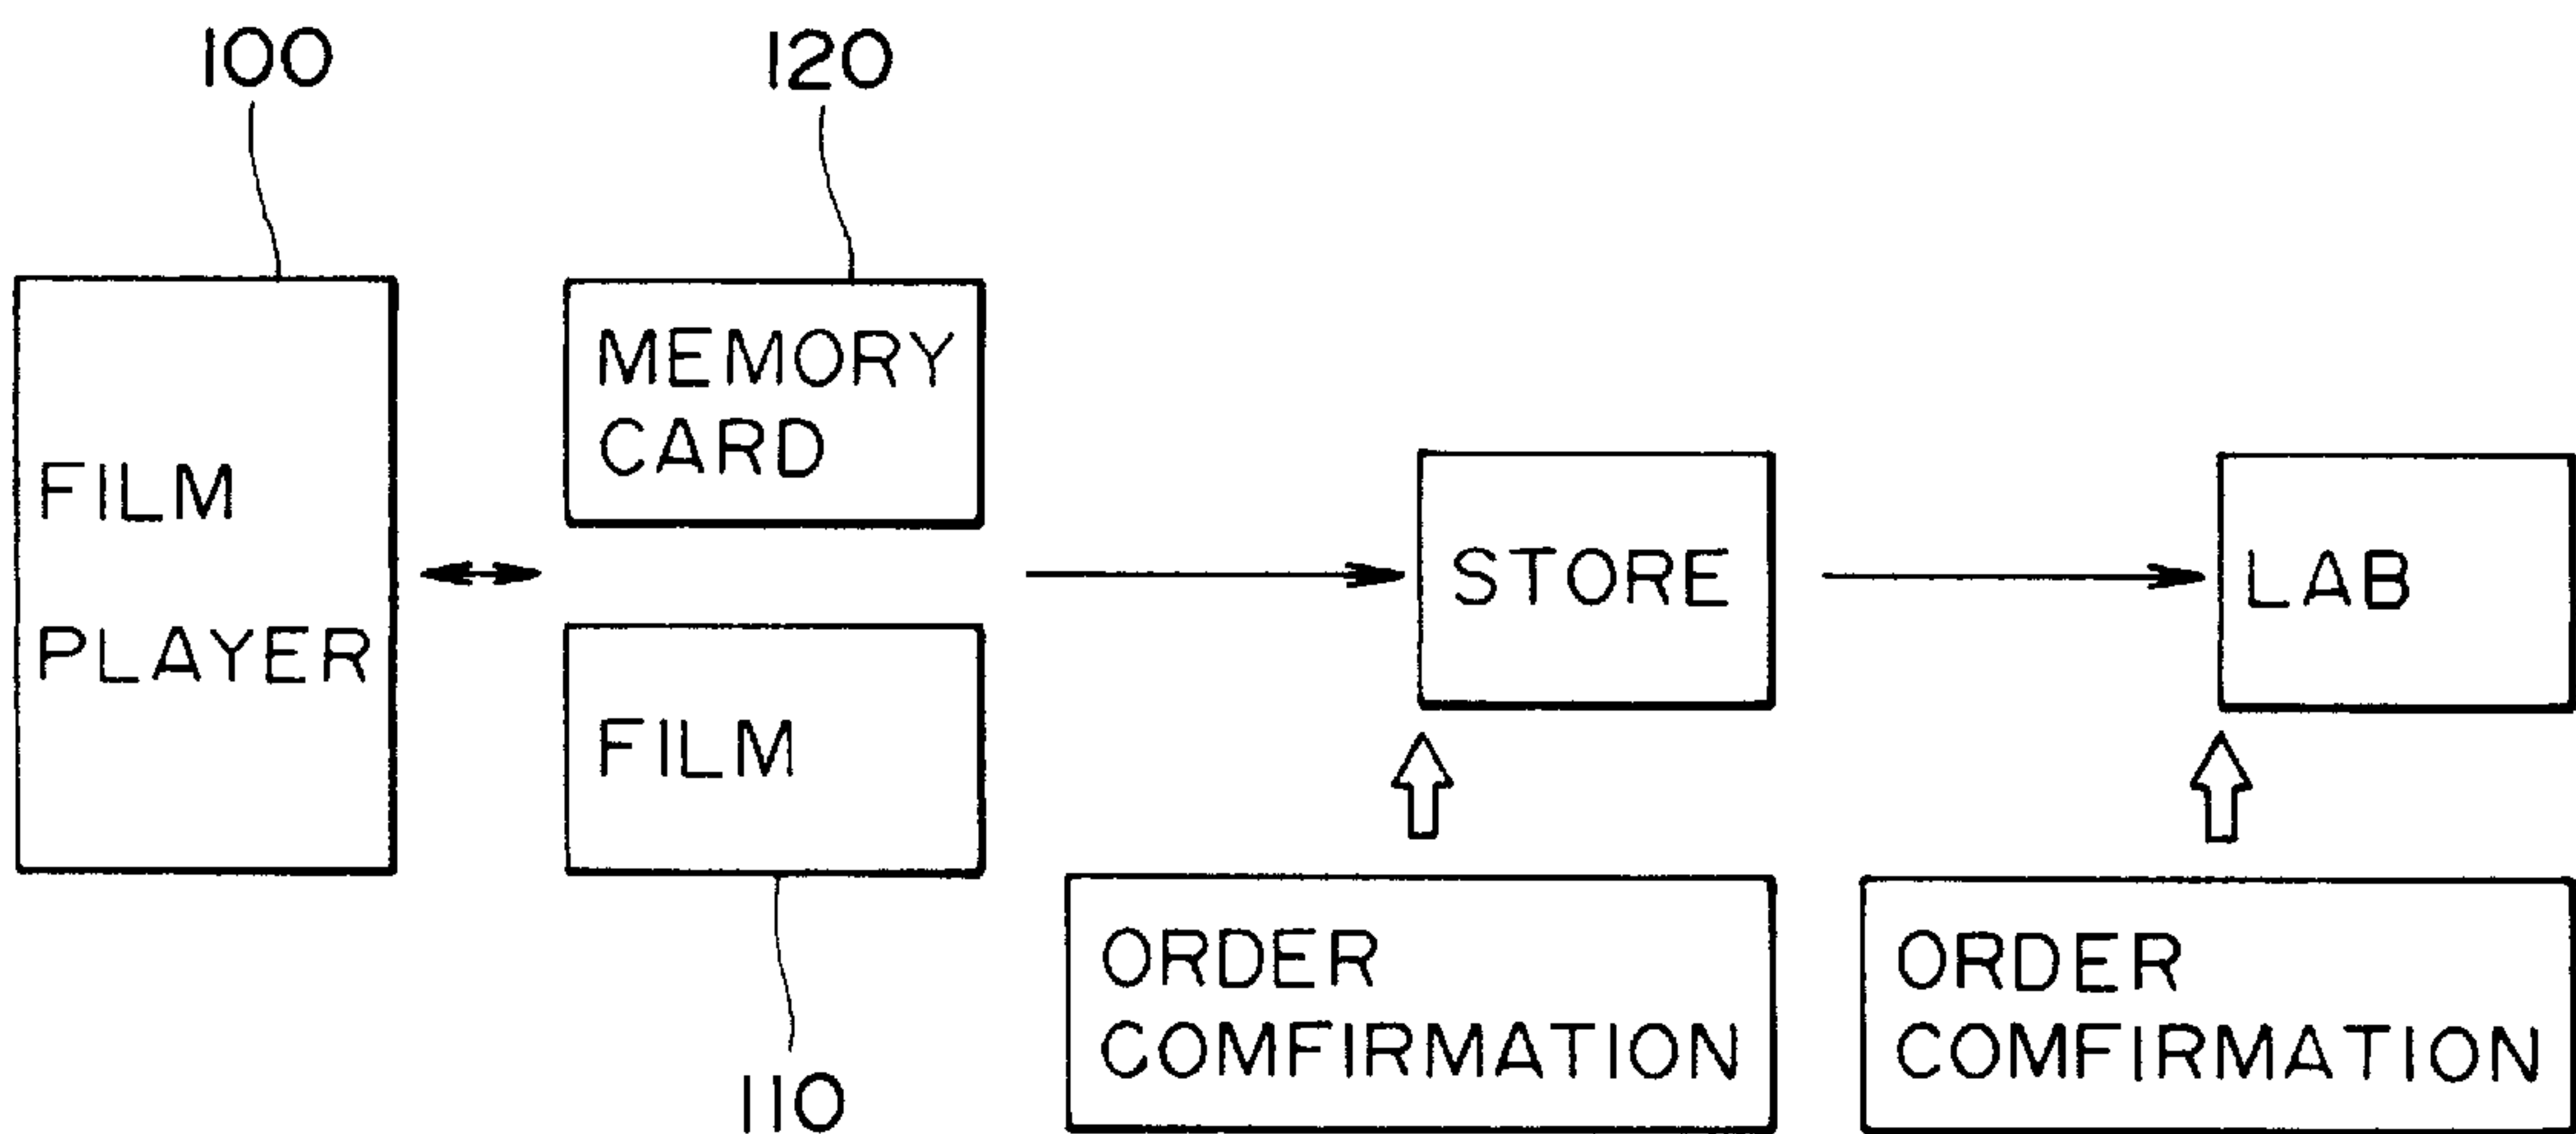 100
120
FILM
PLAYER
MEMORY
CARD
FILM
110
STORE
LAB
ORDER
COMFIRMATION
ORDER
COMFIRMATION